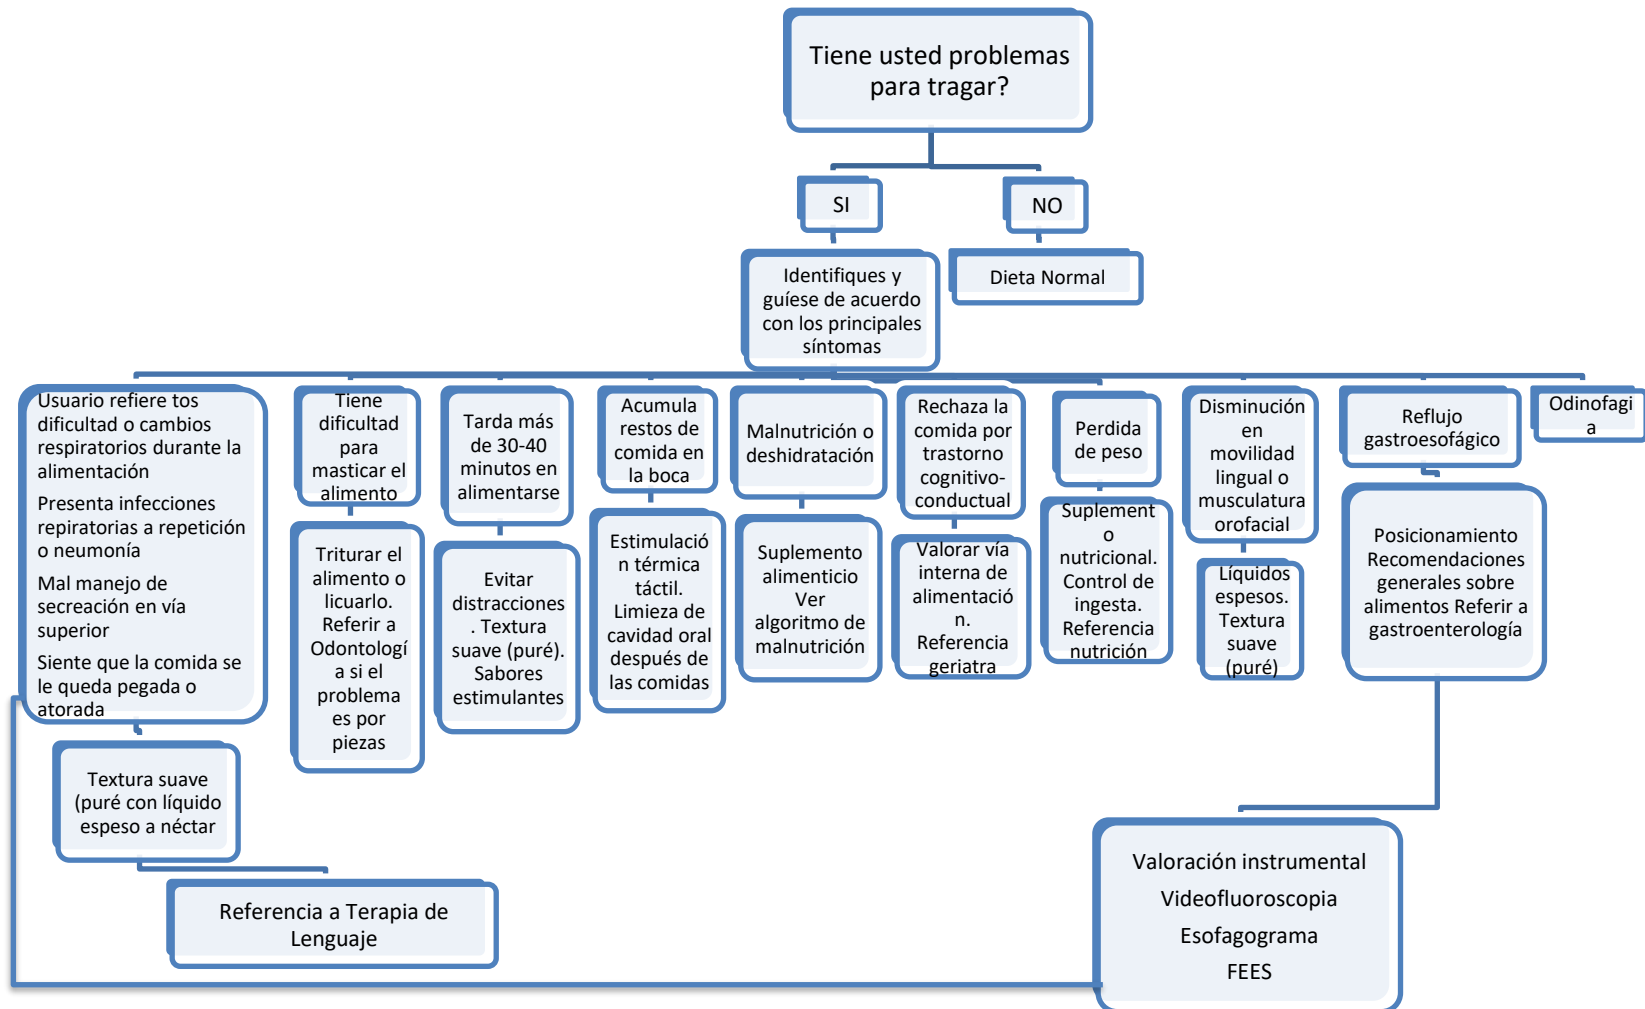 Tiene usted problemas
para tragar?
SI
NO
Identifiques y
guíese de acuerdo
con los principales
síntomas
Dieta Normal
Usuario refiere tos
dificultad o cambios
respiratorios durante la
alimentación
Presenta infecciones
repiratorias a repetición
o neumonía
Mal manejo de
secreación en vía
superior
Siente que la comida se
le queda pegada o
atorada
Textura suave
(puré con líquido
espeso a néctar
Referencia a Terapia de
Lenguaje
Tiene
dificultad
para
masticar el
alimento
Triturar el
alimento o
licuarlo.
Referir a
Odontologí
a si el
problema
es por
piezas
Tarda más
de 30-40
minutos en
alimentarse
Evitar
distracciones
. Textura
suave (puré).
Sabores
estimulantes
Acumula
restos de
comida en
la boca
Estimulació
n térmica
táctil.
Limieza de
cavidad oral
después de
las comidas
Malnutrición o
deshidratación
Suplemento
alimenticio
Ver
algoritmo de
malnutrición
Rechaza la
comida por
trastorno
cognitivo-
conductual
Valorar vía
interna de
alimentació
n.
Referencia
geriatra
Perdida
de peso
Suplement
o
nutricional.
Control de
ingesta.
Referencia
nutrición
Disminución
en
movilidad
lingual o
musculatura
orofacial
Líquidos
espesos.
Textura
suave
(puré)
Reflujo
gastroesofágico
Posicionamiento
Recomendaciones
generales sobre
alimentos Referir a
gastroenterología
Odinofagi
a
Valoración instrumental
Videofluoroscopia
Esofagograma
FEES